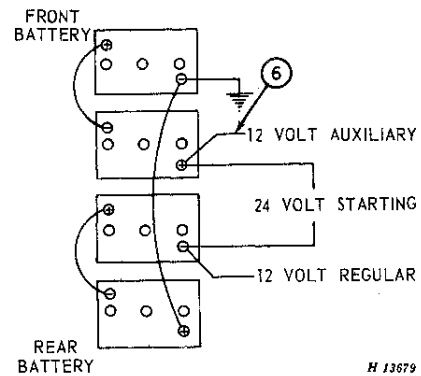 FRONT
BATTERY
6
12 VOLT AUXILIARY
24 VOLT STARTING
12 VOLT REGULAR
REAR
BATTERY
H 13679